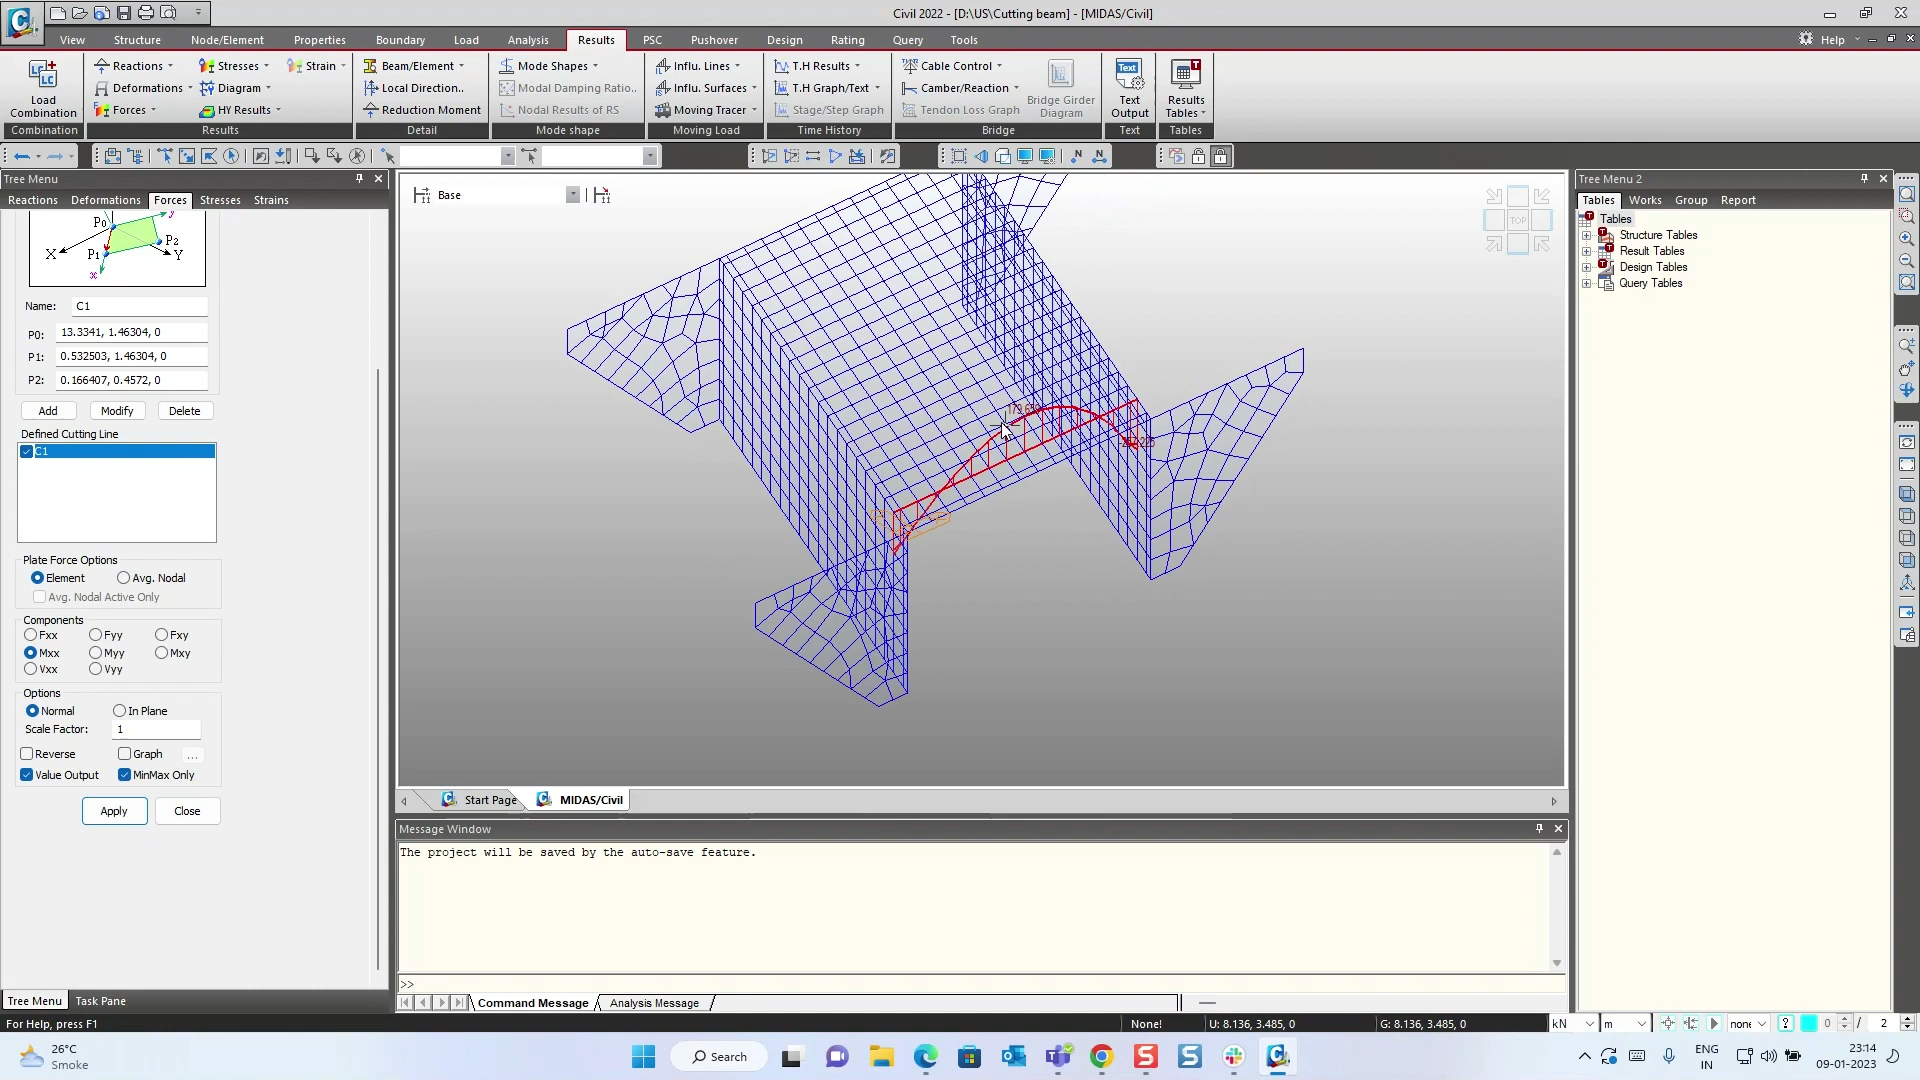 Civil 2022 - [D:\US\Cutting beam] - [MIDAS/Civil]
View Structure Node/Element Properties Boundary Load Analysis Results PSC Pushover Design Rating Query Tools Help
Reactions Stresses Strain Beam/Element Mode Shapes Influ. Lines T.H Results Cable Control
Deformations Diagram Local Direction.. Modal Damping Ratio.. Influ. Surfaces T.H Graph/Text Camber/Reaction
Forces HY Results Reduction Moment Nodal Results of RS Moving Tracer Stage/Step Graph Tendon Loss Graph
Load Combination
Bridge Girder Diagram
Text Output
Results Tables
Combination Results Detail Mode shape Moving Load Time History Bridge Text Tables
Tree Menu
Reactions Deformations Forces Stresses Strains
P0
P2
X P1 Y
x
Name: C1
P0: 13.3341, 1.46304, 0
P1: 0.532503, 1.46304, 0
P2: 0.166407, 0.4572, 0
Add Modify Delete
Defined Cutting Line
C1
Plate Force Options
Element Avg. Nodal
Avg. Nodal Active Only
Components
Fxx Fyy Fxy
Mxx Myy Mxy
Vxx Vyy
Options
Normal In Plane
Scale Factor: 1
Reverse Graph ...
Value Output MinMax Only
Apply Close
Tree Menu Task Pane
Base
TOP
Start Page MIDAS/Civil
Message Window
The project will be saved by the auto-save feature.
>>
Command Message Analysis Message
Tree Menu 2
Tables Works Group Report
Tables
Structure Tables
Result Tables
Design Tables
Query Tables
For Help, press F1 None! U: 8.136, 3.485, 0 G: 8.136, 3.485, 0 kN m none ? 0 / 2
26°C
Smoke
Search
ENG
IN
23:14
09-01-2023